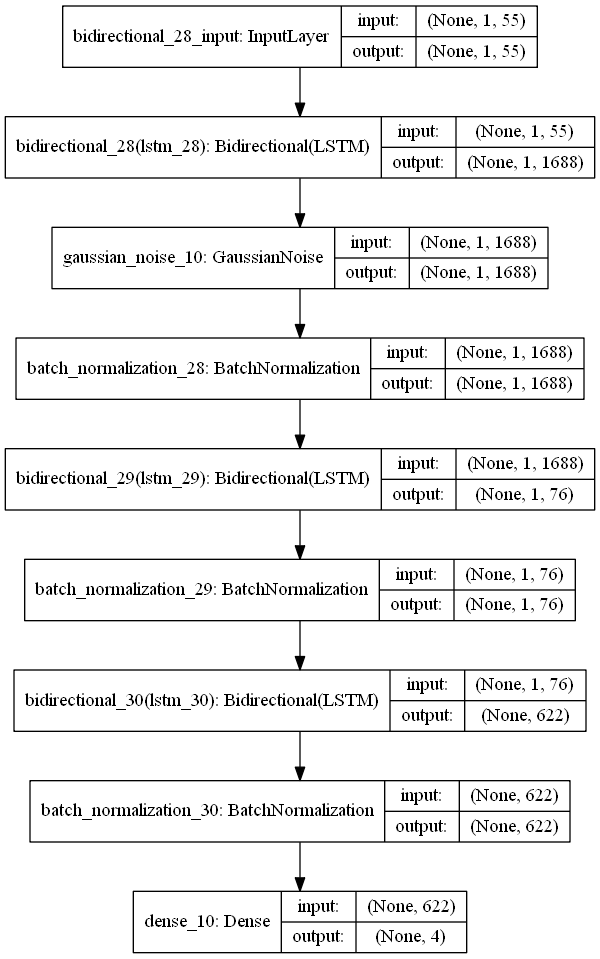 bidirectional_28_input: InputLayer
input: (None, 1, 55)
output: (None, 1, 55)
bidirectional_28(lstm_28): Bidirectional(LSTM)
input: (None, 1, 55)
output: (None, 1, 1688)
gaussian_noise_10: GaussianNoise
input: (None, 1, 1688)
output: (None, 1, 1688)
batch_normalization_28: BatchNormalization
input: (None, 1, 1688)
output: (None, 1, 1688)
bidirectional_29(lstm_29): Bidirectional(LSTM)
input: (None, 1, 1688)
output: (None, 1, 76)
batch_normalization_29: BatchNormalization
input: (None, 1, 76)
output: (None, 1, 76)
bidirectional_30(lstm_30): Bidirectional(LSTM)
input: (None, 1, 76)
output: (None, 622)
batch_normalization_30: BatchNormalization
input: (None, 622)
output: (None, 622)
dense_10: Dense
input: (None, 622)
output: (None, 4)